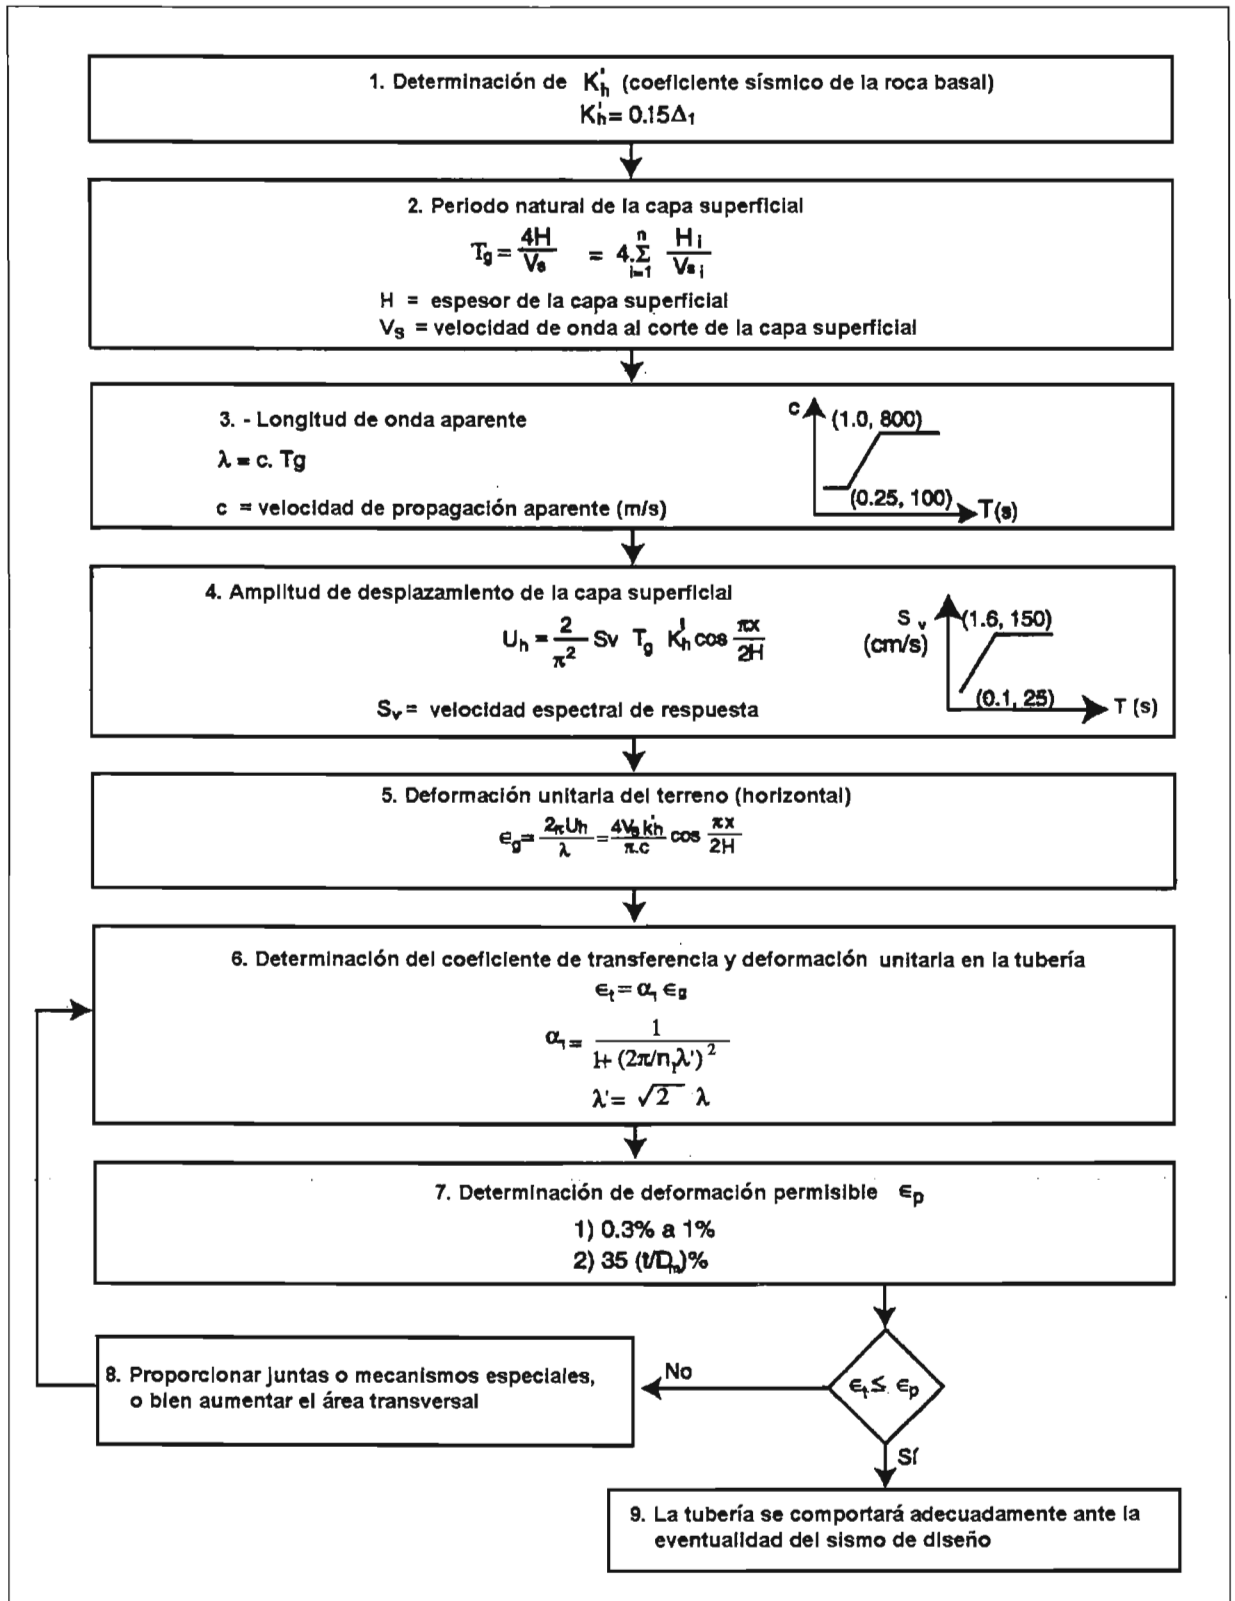 1. Determinación de K'h (coeficiente sísmico de la roca basal)
K'h = 0.15Δ₁
2. Periodo natural de la capa superficial
Tg = 4H/Vs = 4.Σ(i=1, n) Hi/Vsi
H = espesor de la capa superficial
Vs = velocidad de onda al corte de la capa superficial
3. - Longitud de onda aparente
λ = c. Tg
c = velocidad de propagación aparente (m/s)
c
(1.0, 800)
(0.25, 100)
T(s)
4. Amplitud de desplazamiento de la capa superficial
Uh = 2/π² Sv Tg K'h cos πx/2H
Sv = velocidad espectral de respuesta
Sv
(cm/s)
(1.6, 150)
(0.1, 25)
T (s)
5. Deformación unitaria del terreno (horizontal)
∈g = 2πUh/λ = 4Vs k'h/π.c cos πx/2H
6. Determinación del coeficiente de transferencia y deformación unitaria en la tubería
∈t = α₁ ∈g
α₁ = 1/1+ (2π/n₁λ')²
λ' = √2 λ
7. Determinación de deformación permisible ∈p
1) 0.3% a 1%
2) 35 (t/Dm)%
∈t ≤ ∈p
No
Sí
8. Proporcionar juntas o mecanismos especiales,
o bien aumentar el área transversal
9. La tubería se comportará adecuadamente ante la
eventualidad del sismo de diseño